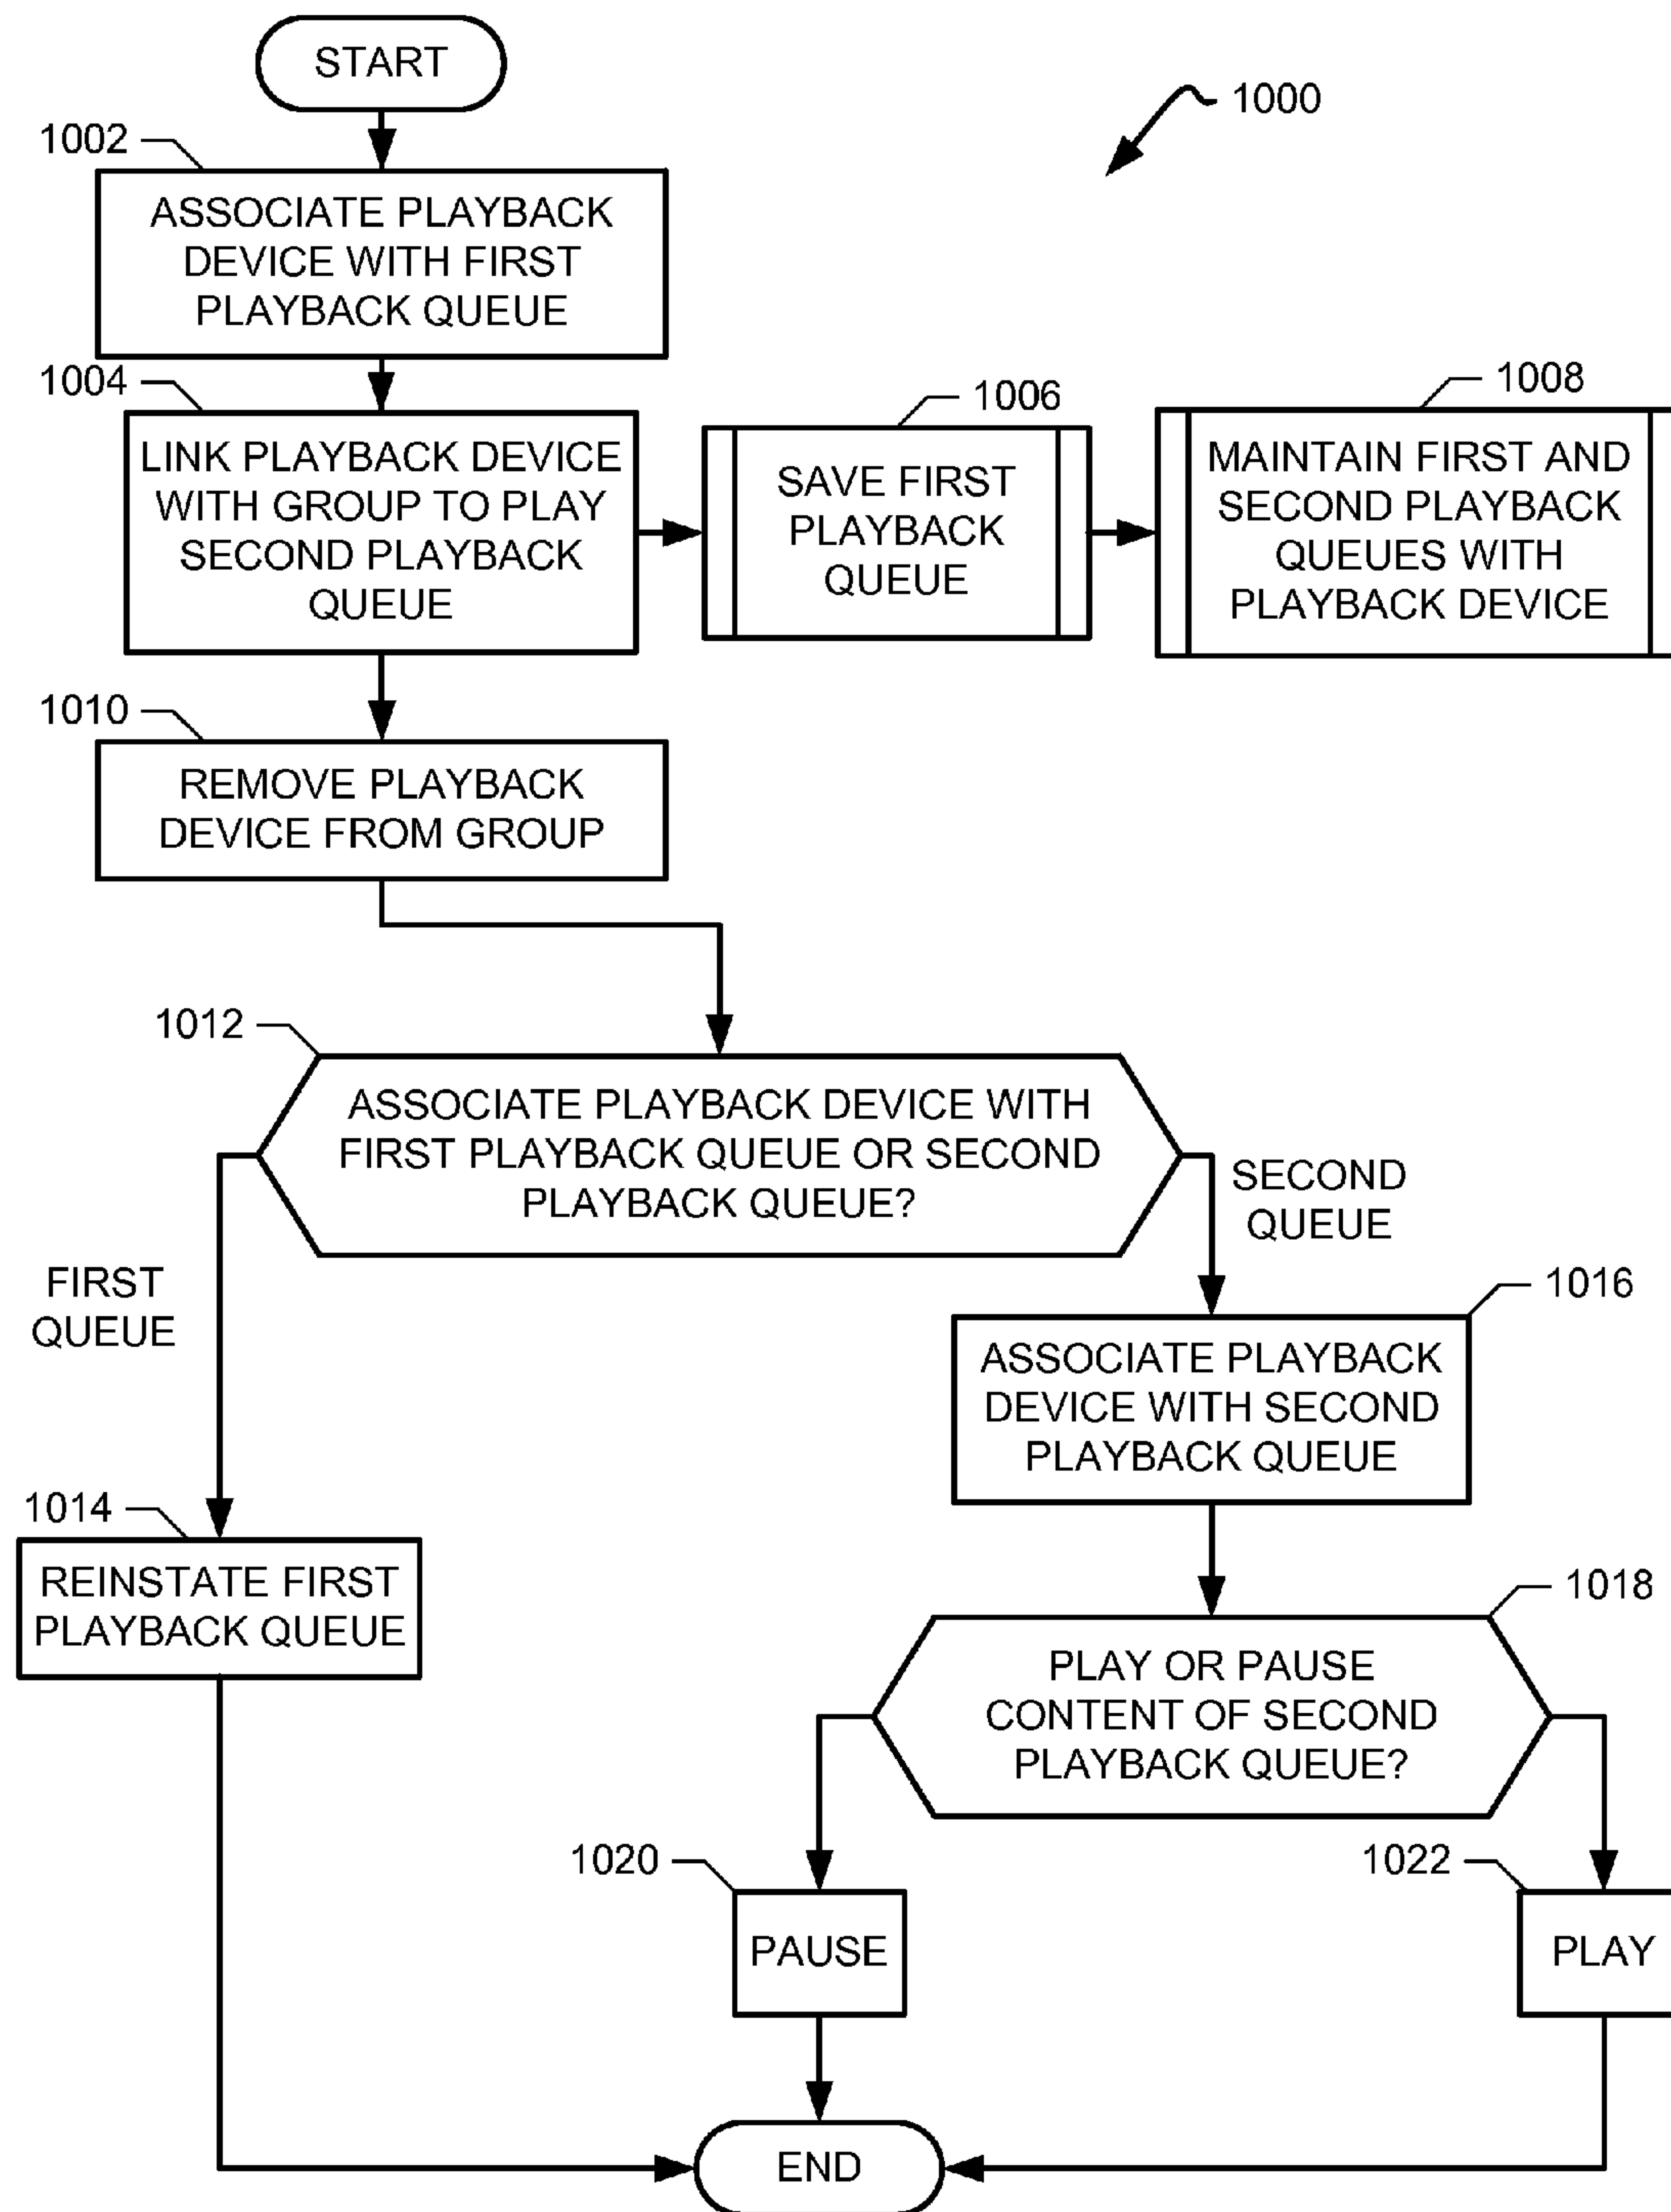 START
1000
1002
ASSOCIATE PLAYBACK
DEVICE WITH FIRST
PLAYBACK QUEUE
1004
LINK PLAYBACK DEVICE
WITH GROUP TO PLAY
SECOND PLAYBACK
QUEUE
1006
SAVE FIRST
PLAYBACK
QUEUE
1008
MAINTAIN FIRST AND
SECOND PLAYBACK
QUEUES WITH
PLAYBACK DEVICE
1010
REMOVE PLAYBACK
DEVICE FROM GROUP
1012
ASSOCIATE PLAYBACK DEVICE WITH
FIRST PLAYBACK QUEUE OR SECOND
PLAYBACK QUEUE?
FIRST
QUEUE
SECOND
QUEUE
1014
REINSTATE FIRST
PLAYBACK QUEUE
1016
ASSOCIATE PLAYBACK
DEVICE WITH SECOND
PLAYBACK QUEUE
1018
PLAY OR PAUSE
CONTENT OF SECOND
PLAYBACK QUEUE?
1020
PAUSE
1022
PLAY
END